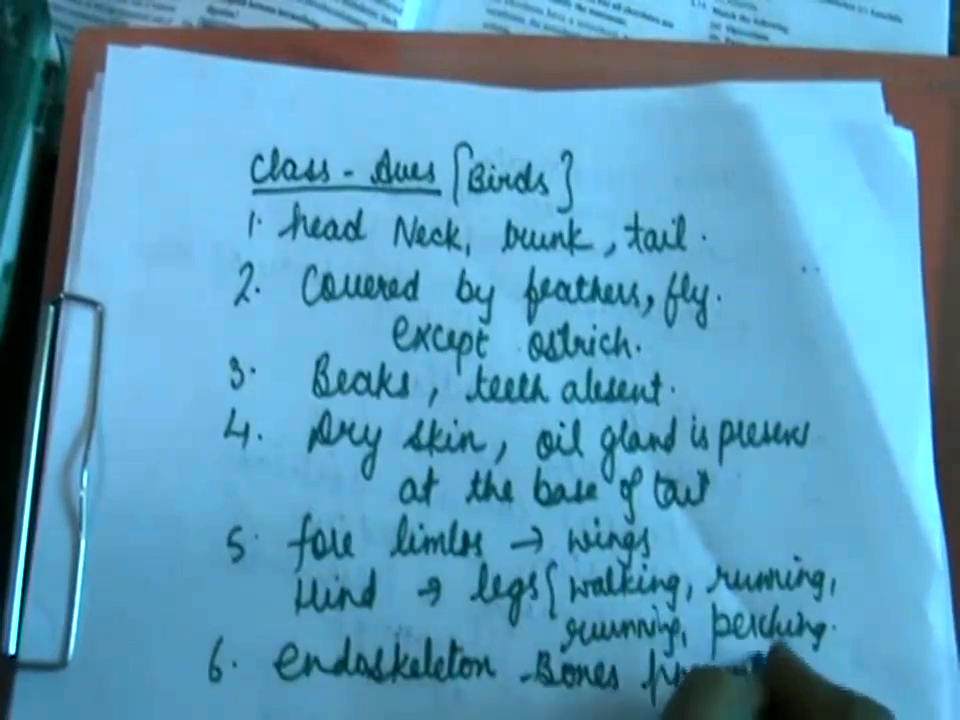 Class - Aves [Birds]
1. head Neck, trunk, tail.
2. Covered by feathers, fly.
except ostrich.
3. Beaks, teeth absent.
4. Dry skin, oil gland is present
at the base of tail
5. fore limbs → wings
Hind → legs { walking, running,
running, perching.
6. endoskeleton - Bones